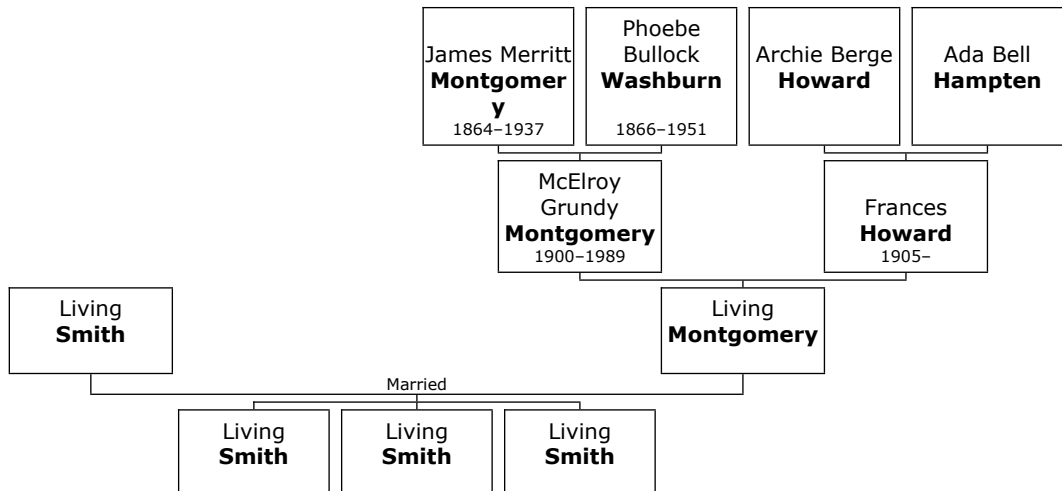 James Merritt
Montgomer
y
1864–1937
Phoebe
Bullock
Washburn
1866–1951
Archie Berge
Howard
Ada Bell
Hampten
McElroy
Grundy
Montgomery
1900–1989
Frances
Howard
1905–
Living
Smith
Living
Montgomery
Married
Living
Smith
Living
Smith
Living
Smith